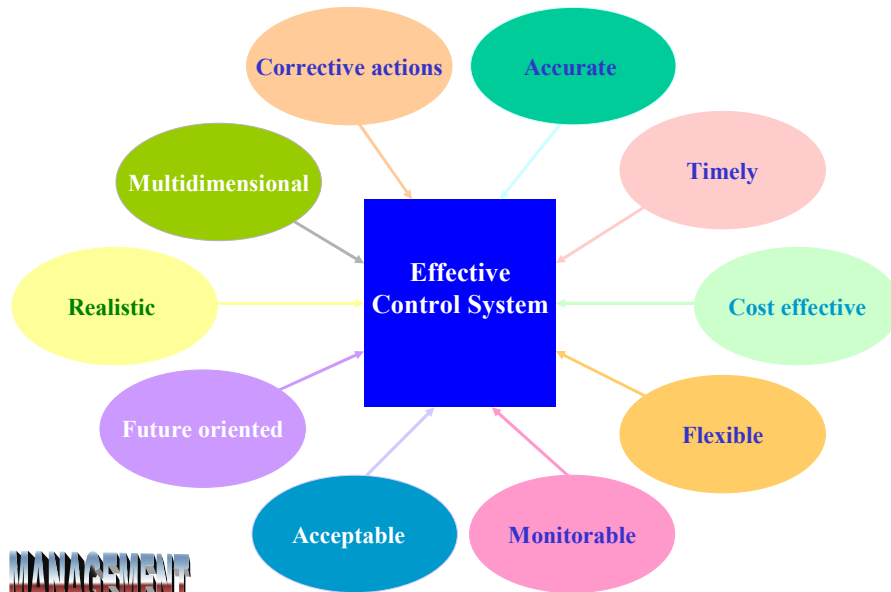 Corrective actions
Accurate
Multidimensional
Timely
Effective
Control System
Realistic
Cost effective
Future oriented
Flexible
Acceptable
Monitorable
MANAGEMENT